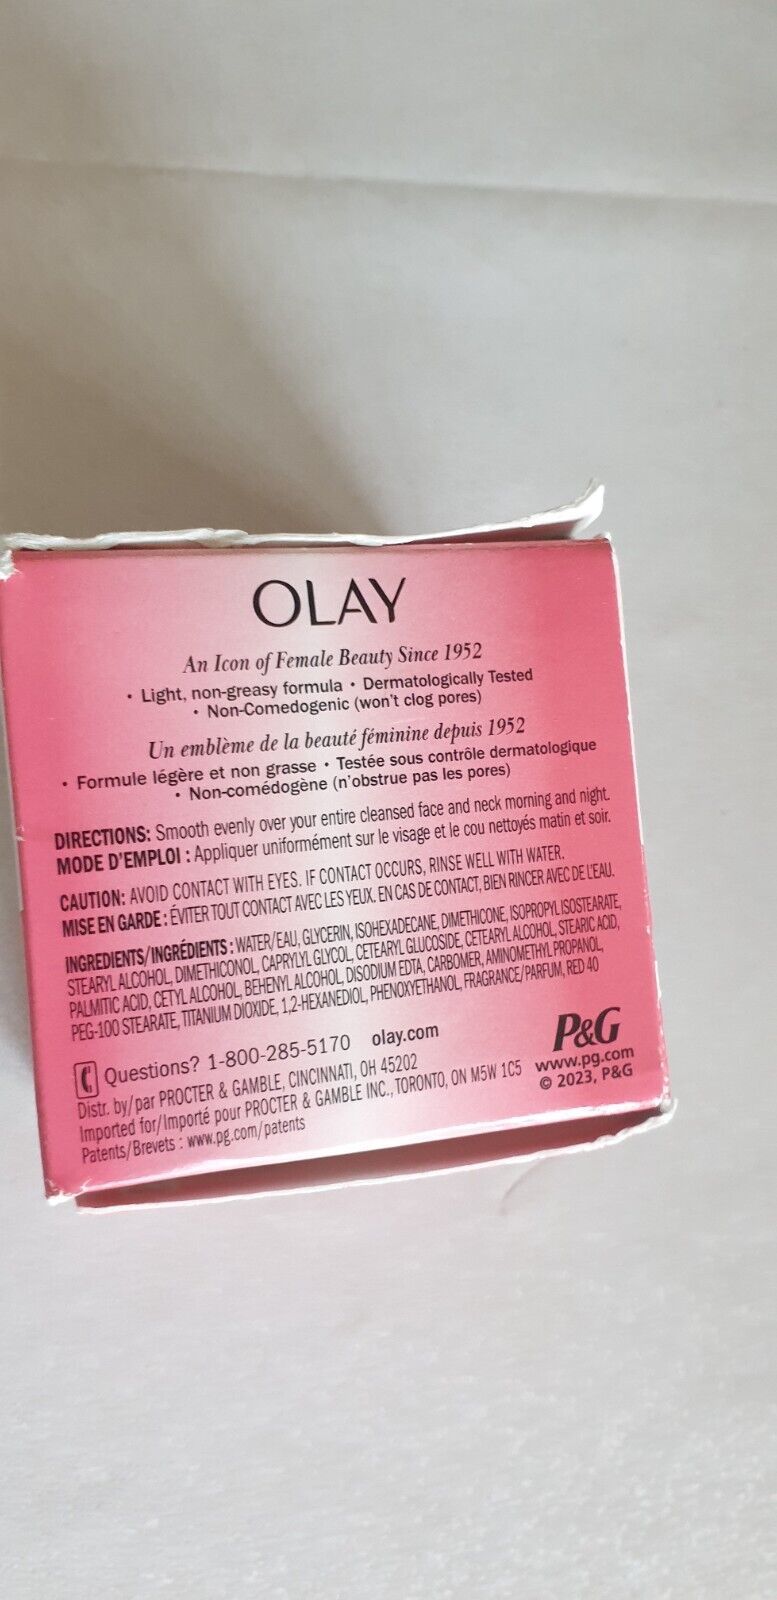 OLAY
An Icon of Female Beauty Since 1952
• Light, non-greasy formula • Dermatologically Tested
• Non-Comedogenic (won't clog pores)
Un emblème de la beauté féminine depuis 1952
• Formule légère et non grasse • Testée sous contrôle dermatologique
• Non-comédogène (n'obstrue pas les pores)
DIRECTIONS: Smooth evenly over your entire cleansed face and neck morning and night.
MODE D'EMPLOI : Appliquer uniformément sur le visage et le cou nettoyés matin et soir.
CAUTION: AVOID CONTACT WITH EYES. IF CONTACT OCCURS, RINSE WELL WITH WATER.
MISE EN GARDE : ÉVITER TOUT CONTACT AVEC LES YEUX. EN CAS DE CONTACT, BIEN RINCER AVEC DE L'EAU.
INGREDIENTS/INGRÉDIENTS : WATER/EAU, GLYCERIN, ISOHEXADECANE, DIMETHICONE, ISOPROPYL ISOSTEARATE,
STEARYL ALCOHOL, DIMETHICONOL, CAPRYLYL GLYCOL, CETEARYL GLUCOSIDE, CETEARYL ALCOHOL, STEARIC ACID,
PALMITIC ACID, CETYL ALCOHOL, BEHENYL ALCOHOL, DISODIUM EDTA, CARBOMER, AMINOMETHYL PROPANOL,
PEG-100 STEARATE, TITANIUM DIOXIDE, 1,2-HEXANEDIOL, PHENOXYETHANOL, FRAGRANCE/PARFUM, RED 40
Questions? 1-800-285-5170 olay.com
Distr. by/par PROCTER & GAMBLE, CINCINNATI, OH 45202
Imported for/Importé pour PROCTER & GAMBLE INC., TORONTO, ON M5W 1C5
Patents/Brevets : www.pg.com/patents
P&G
www.pg.com
© 2023, P&G